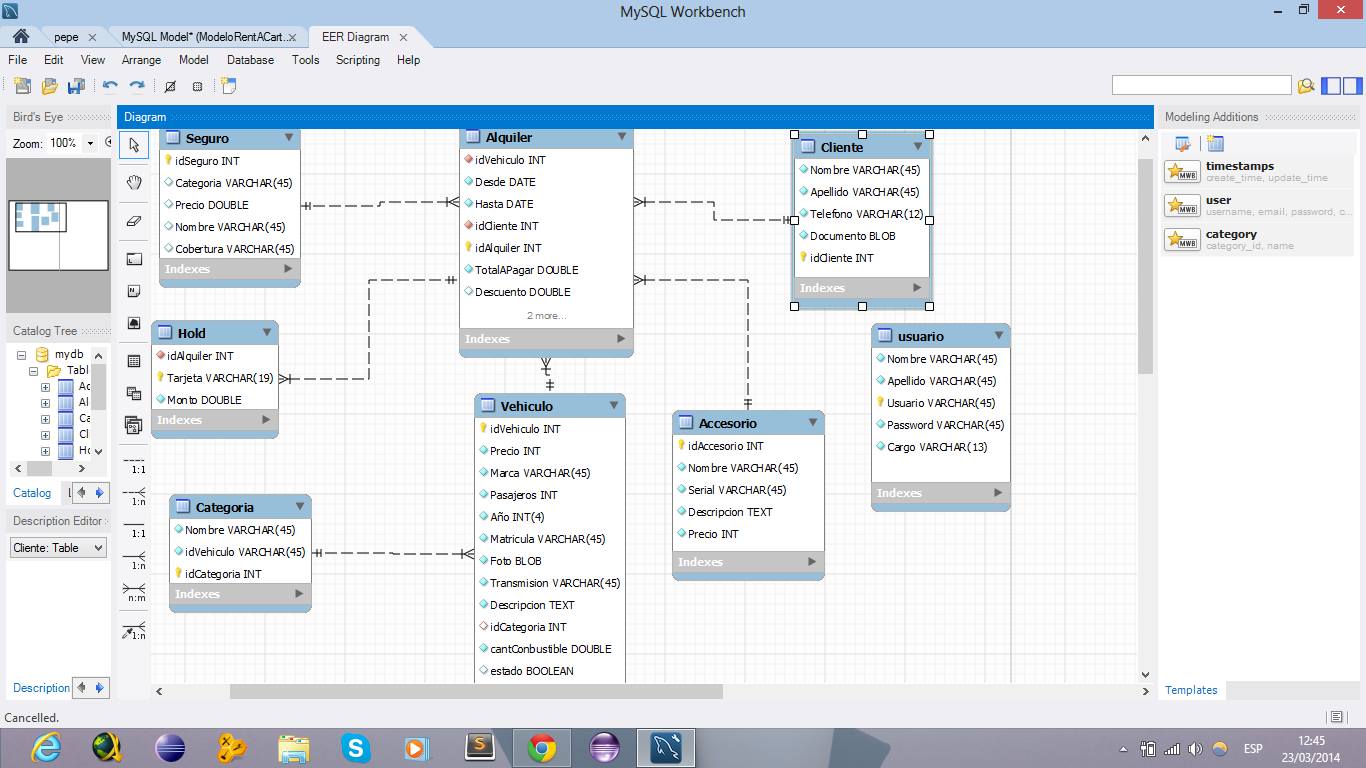 MySQL Workbench
pepe
MySQL Model* (ModeloRentACart...
EER Diagram
File Edit View Arrange Model Database Tools Scripting Help
Bird's Eye
Zoom: 100%
Catalog Tree
mydb
Tabl
Ac
Al
Ca
Cli
Ho
Catalog
Description Editor
Cliente: Table
Description
Diagram
1:1
1:n
1:1
1:n
n:m
1:n
Seguro
idSeguro INT
Categoria VARCHAR(45)
Precio DOUBLE
Nombre VARCHAR(45)
Cobertura VARCHAR(45)
Indexes
Hold
idAlquiler INT
Tarjeta VARCHAR(19)
Monto DOUBLE
Indexes
Categoria
Nombre VARCHAR(45)
idVehiculo VARCHAR(45)
idCategoria INT
Indexes
Alquiler
idVehiculo INT
Desde DATE
Hasta DATE
idCliente INT
idAlquiler INT
TotalAPagar DOUBLE
Descuento DOUBLE
2 more...
Indexes
Vehiculo
idVehiculo INT
Precio INT
Marca VARCHAR(45)
Pasajeros INT
Año INT(4)
Matricula VARCHAR(45)
Foto BLOB
Transmision VARCHAR(45)
Descripcion TEXT
idCategoria INT
cantConbustible DOUBLE
estado BOOLEAN
Cliente
Nombre VARCHAR(45)
Apellido VARCHAR(45)
Telefono VARCHAR(12)
Documento BLOB
idCliente INT
Indexes
Accesorio
idAccesorio INT
Nombre VARCHAR(45)
Serial VARCHAR(45)
Descripcion TEXT
Precio INT
Indexes
usuario
Nombre VARCHAR(45)
Apellido VARCHAR(45)
Usuario VARCHAR(45)
Password VARCHAR(45)
Cargo VARCHAR(13)
Indexes
Modeling Additions
timestamps
create_time, update_time
user
username, email, password, c...
category
category_id, name
Templates
Cancelled.
ESP
12:45
23/03/2014